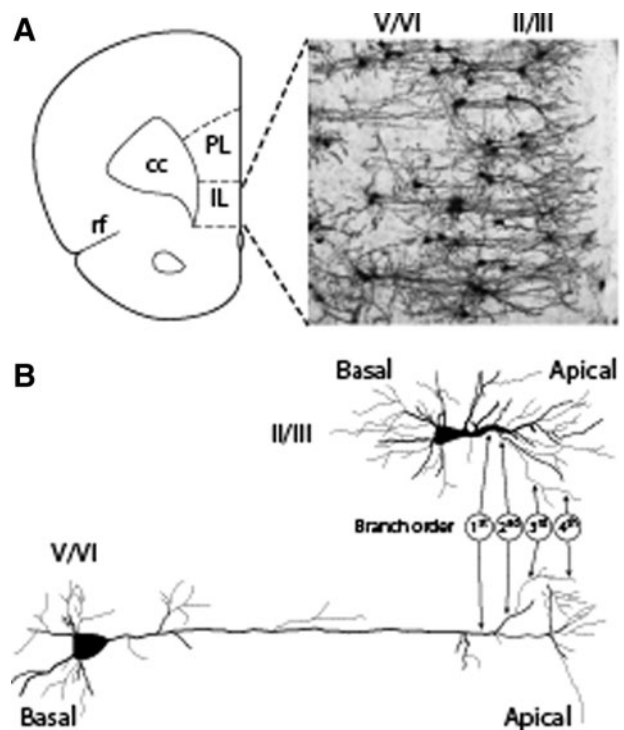 A
V/VI II/III
cc
PL
IL
rf
B
Basal Apical
II/III
Branch order 1st 2nd 3rd 4th
V/VI
Basal Apical